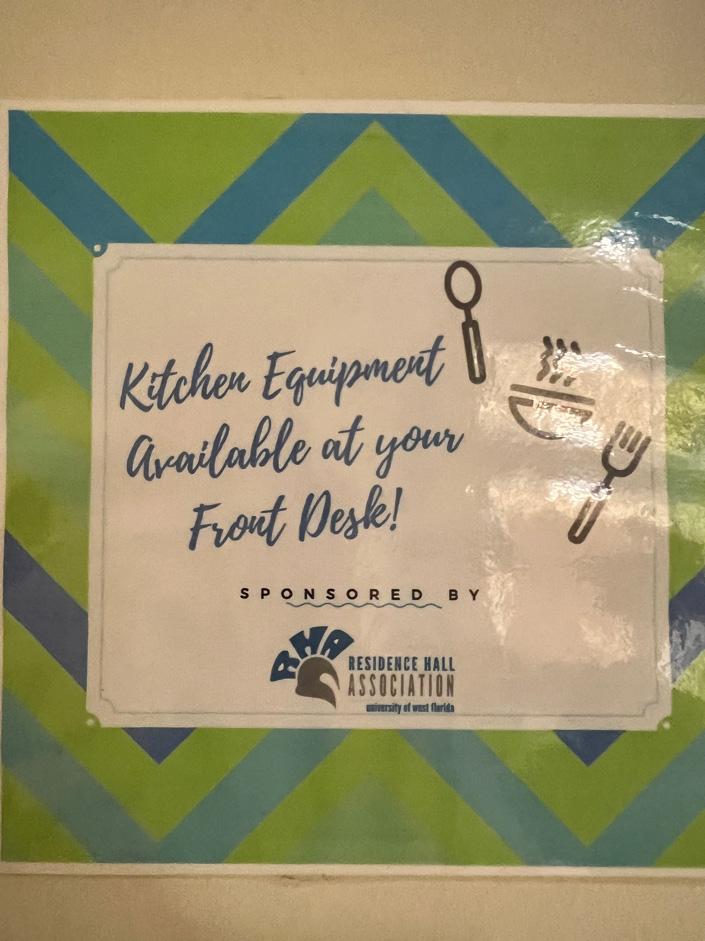 Kitchen Equipment
Available at your
Front Desk!
SPONSORED BY
RHA
RESIDENCE HALL
ASSOCIATION
university of west florida